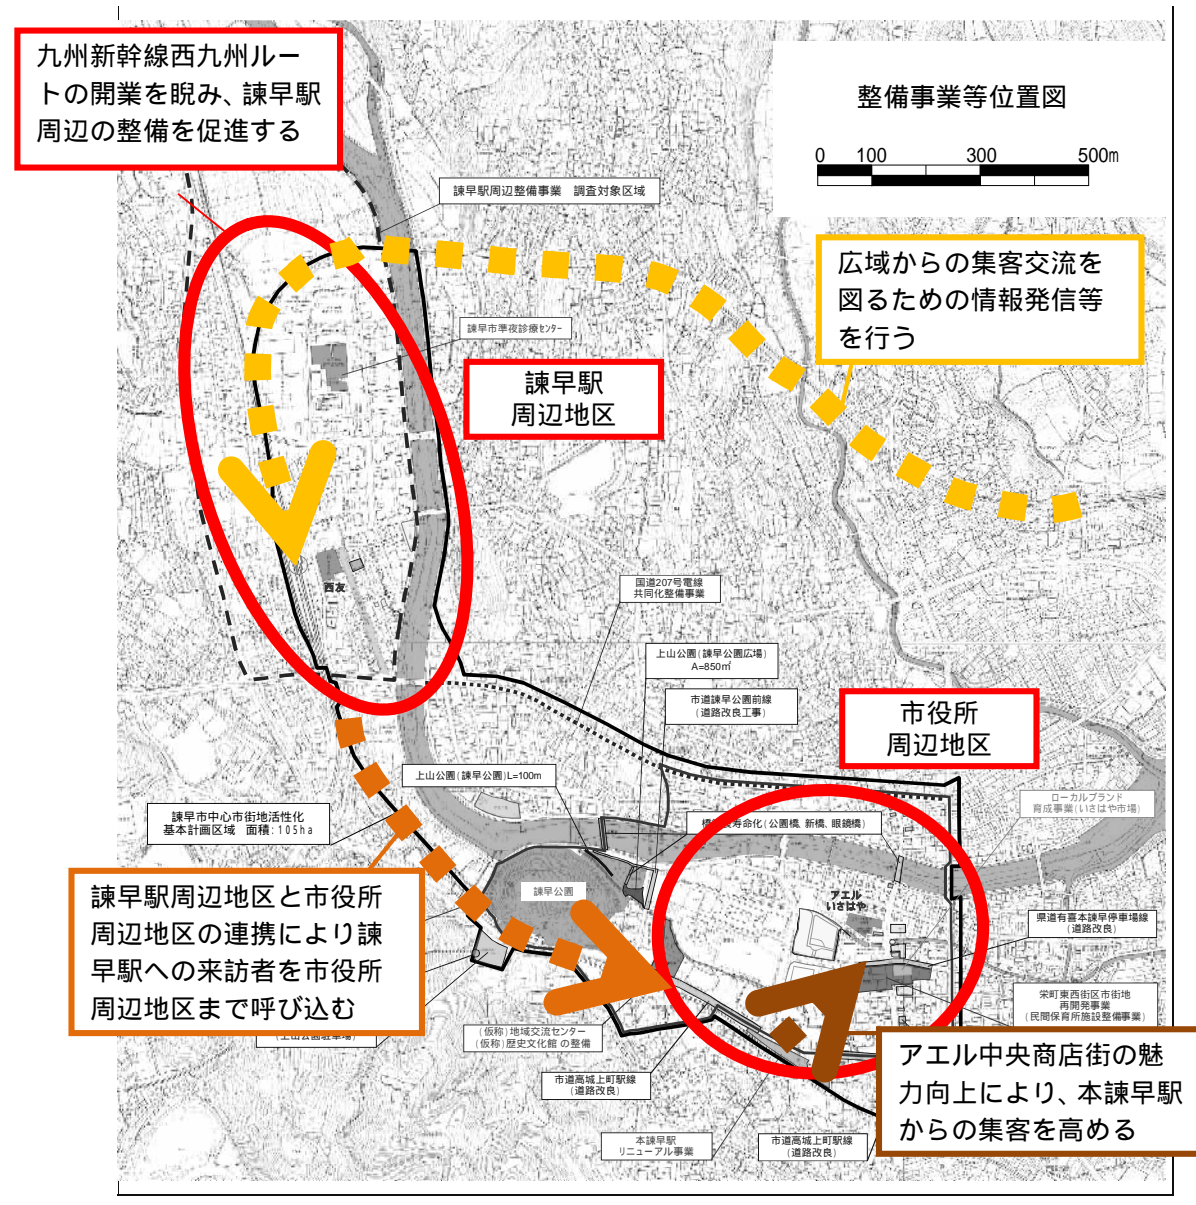 九州新幹線西九州ルー
トの開業を睨み、諫早駅
周辺の整備を促進する
整備事業等位置図
0 100 300 500m
諫早駅周辺整備事業　調査対象区域
広域からの集客交流を
図るための情報発信等
を行う
諫早市準夜診療センター
諫早駅
周辺地区
西友
国道207号電線
共同化整備事業
上山公園(諫早公園広場)
A=850㎡
市道諫早公園前線
(道路改良工事)
市役所
周辺地区
上山公園(諫早公園)L=100m
ローカルブランド
育成事業(いさはや市場)
諫早市中心市街地活性化
基本計画区域　面積:105ha
寿命化(公園橋、新橋、眼鏡橋)
諫早駅周辺地区と市役所
周辺地区の連携により諫
早駅への来訪者を市役所
周辺地区まで呼び込む
諫早公園
アエル
いさはや
県道有喜本諫早停車場線
(道路改良)
栄町東西街区市街地
再開発事業
(民間保育所施設整備事業)
(上山公園駐車場)
(仮称)地域交流センター
(仮称)歴史文化館の整備
アエル中央商店街の魅
力向上により、本諫早駅
からの集客を高める
市道高城上町駅線
(道路改良)
本諫早駅
リニューアル事業
市道高城上町駅線
(道路改良)